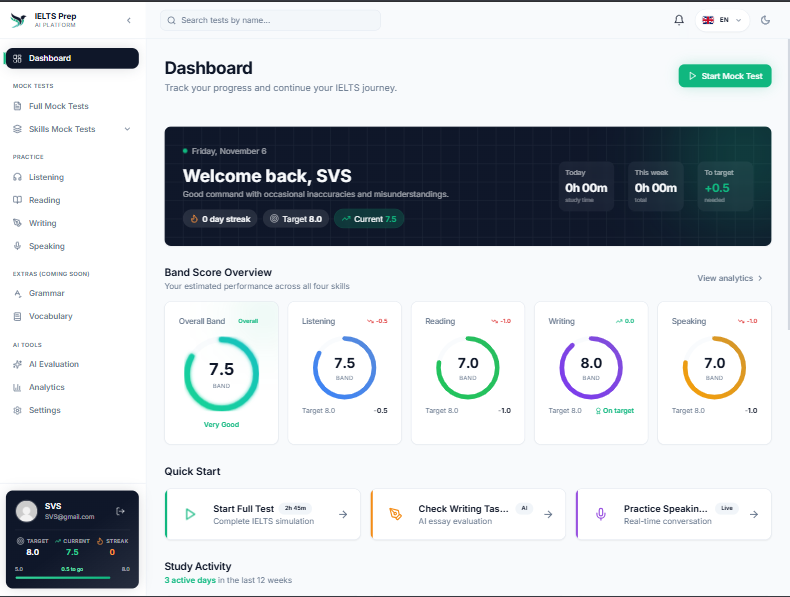 IELTS Prep
AI PLATFORM
Search tests by name...
EN
Dashboard
MOCK TESTS
Full Mock Tests
Skills Mock Tests
PRACTICE
Listening
Reading
Writing
Speaking
EXTRAS (COMING SOON)
Grammar
Vocabulary
AI TOOLS
AI Evaluation
Analytics
Settings
SVS
SVS@gmail.com
TARGET CURRENT STREAK
8.0 7.5 0
5.0 0.5 to go 8.0
Dashboard
Track your progress and continue your IELTS journey.
Start Mock Test
Friday, November 6
Welcome back, SVS
Good command with occasional inaccuracies and misunderstandings.
0 day streak Target 8.0 Current 7.5
Today This week To target
0h 00m 0h 00m +0.5
study time total needed
Band Score Overview
Your estimated performance across all four skills
View analytics
Overall Band Overall
7.5
BAND
Very Good
Listening -0.5
7.5
BAND
Target 8.0 -0.5
Reading -1.0
7.0
BAND
Target 8.0 -1.0
Writing 0.0
8.0
BAND
Target 8.0 On target
Speaking -1.0
7.0
BAND
Target 8.0 -1.0
Quick Start
Start Full Test 2h 45m
Complete IELTS simulation
Check Writing Tas... AI
AI essay evaluation
Practice Speakin... Live
Real-time conversation
Study Activity
3 active days in the last 12 weeks